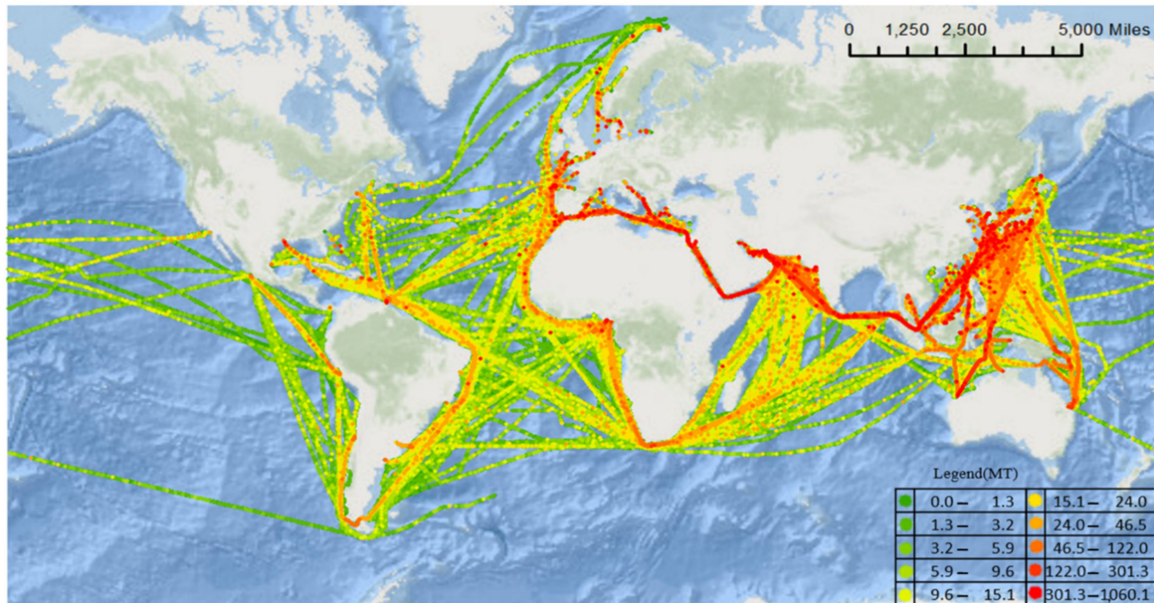 0 1,250 2,500 5,000 Miles
Legend(MT)
0.0— 1.3 15.1— 24.0
1.3— 3.2 24.0— 46.5
3.2— 5.9 46.5— 122.0
5.9— 9.6 122.0— 301.3
9.6— 15.1 301.3—1060.1